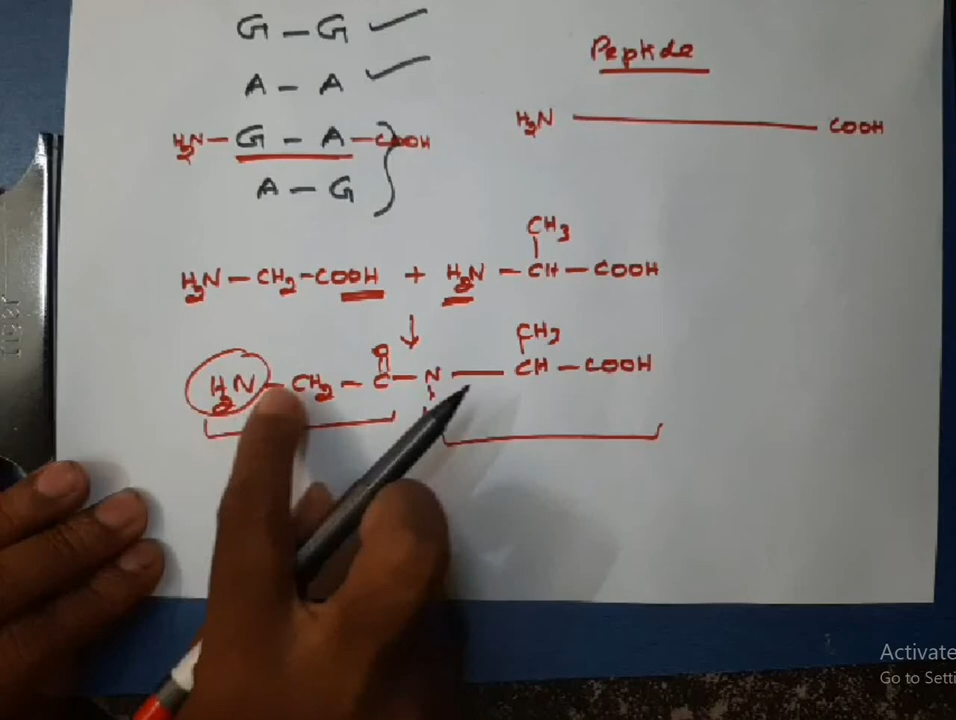 G – G ✓
A – A ✓
H₂N – G – A – COOH
A – G
Peptide
H₂N ———— COOH
H₂N – CH₂ – COOH + H₂N – CH – COOH
CH₃
↓
H₂N – CH₂ – C – N — CH – COOH
O
CH₃
Activate
Go to Setti